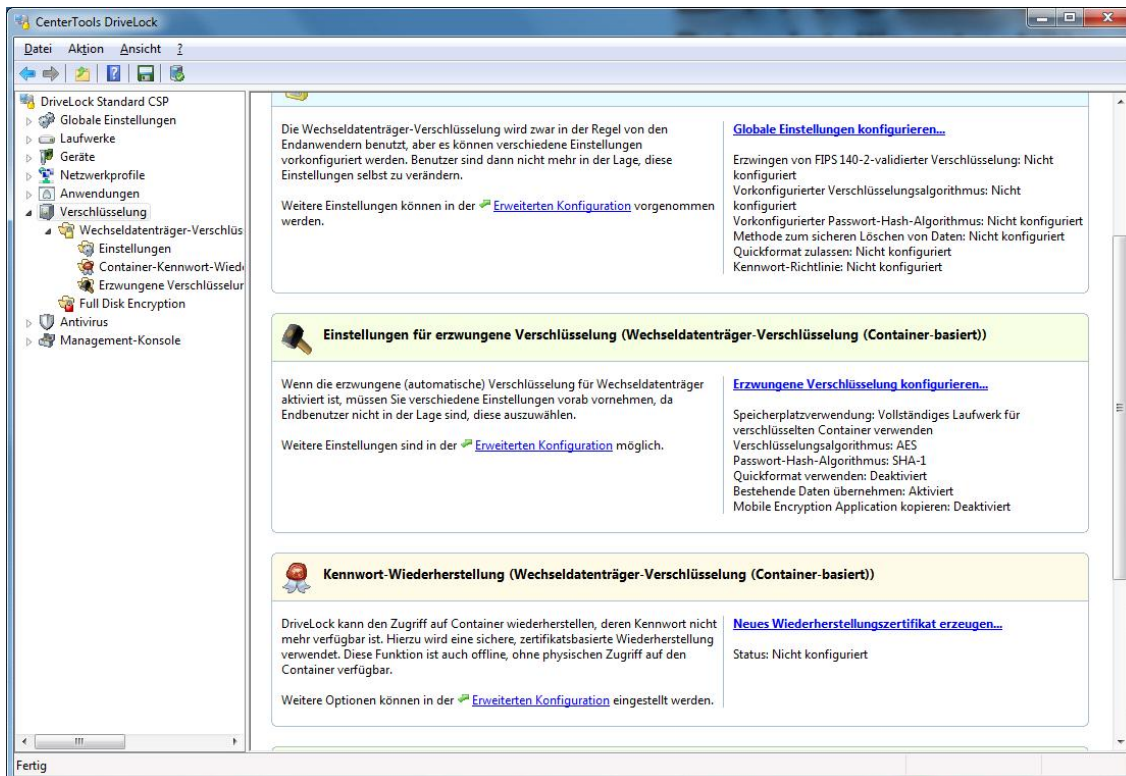 CenterTools DriveLock
Datei Aktion Ansicht ?
DriveLock Standard CSP
Globale Einstellungen
Laufwerke
Geräte
Netzwerkprofile
Anwendungen
Verschlüsselung
Wechseldatenträger-Verschlüs
Einstellungen
Container-Kennwort-Wied
Erzwungene Verschlüsselur
Full Disk Encryption
Antivirus
Management-Konsole
Die Wechseldatenträger-Verschlüsselung wird zwar in der Regel von den
Endanwendern benutzt, aber es können verschiedene Einstellungen
vorkonfiguriert werden. Benutzer sind dann nicht mehr in der Lage, diese
Einstellungen selbst zu verändern.
Weitere Einstellungen können in der Erweiterten Konfiguration vorgenommen
werden.
Globale Einstellungen konfigurieren...
Erzwingen von FIPS 140-2-validierter Verschlüsselung: Nicht
konfiguriert
Vorkonfigurierter Verschlüsselungsalgorithmus: Nicht
konfiguriert
Vorkonfigurierter Passwort-Hash-Algorithmus: Nicht konfiguriert
Methode zum sicheren Löschen von Daten: Nicht konfiguriert
Quickformat zulassen: Nicht konfiguriert
Kennwort-Richtlinie: Nicht konfiguriert
Einstellungen für erzwungene Verschlüsselung (Wechseldatenträger-Verschlüsselung (Container-basiert))
Wenn die erzwungene (automatische) Verschlüsselung für Wechseldatenträger
aktiviert ist, müssen Sie verschiedene Einstellungen vorab vornehmen, da
Endbenutzer nicht in der Lage sind, diese auszuwählen.
Weitere Einstellungen sind in der Erweiterten Konfiguration möglich.
Erzwungene Verschlüsselung konfigurieren...
Speicherplatzverwendung: Vollständiges Laufwerk für
verschlüsselten Container verwenden
Verschlüsselungsalgorithmus: AES
Passwort-Hash-Algorithmus: SHA-1
Quickformat verwenden: Deaktiviert
Bestehende Daten übernehmen: Aktiviert
Mobile Encryption Application kopieren: Deaktiviert
Kennwort-Wiederherstellung (Wechseldatenträger-Verschlüsselung (Container-basiert))
DriveLock kann den Zugriff auf Container wiederherstellen, deren Kennwort nicht
mehr verfügbar ist. Hierzu wird eine sichere, zertifikatsbasierte Wiederherstellung
verwendet. Diese Funktion ist auch offline, ohne physischen Zugriff auf den
Container verfügbar.
Weitere Optionen können in der Erweiterten Konfiguration eingestellt werden.
Neues Wiederherstellungszertifikat erzeugen...
Status: Nicht konfiguriert
Fertig